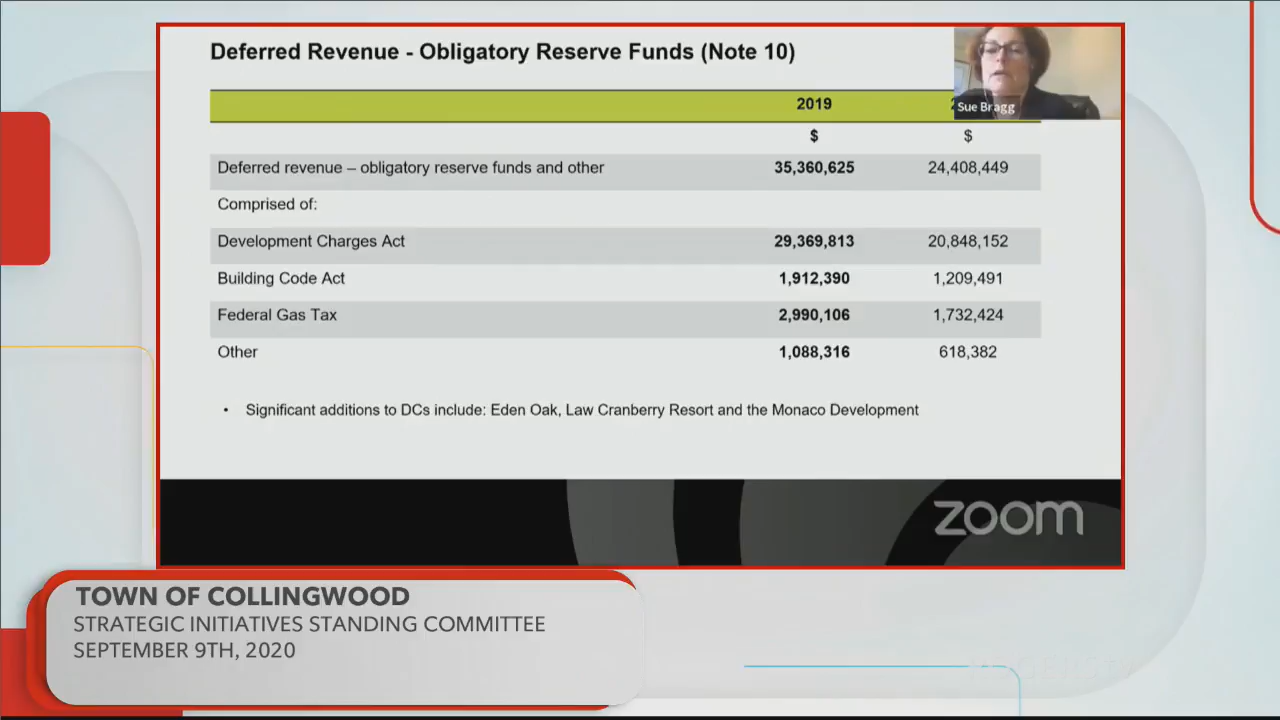 Deferred Revenue - Obligatory Reserve Funds (Note 10)
Sue Bragg
2019
$ $
Deferred revenue – obligatory reserve funds and other 35,360,625 24,408,449
Comprised of:
Development Charges Act 29,369,813 20,848,152
Building Code Act 1,912,390 1,209,491
Federal Gas Tax 2,990,106 1,732,424
Other 1,088,316 618,382
• Significant additions to DCs include: Eden Oak, Law Cranberry Resort and the Monaco Development
zoom
TOWN OF COLLINGWOOD
STRATEGIC INITIATIVES STANDING COMMITTEE
SEPTEMBER 9TH, 2020